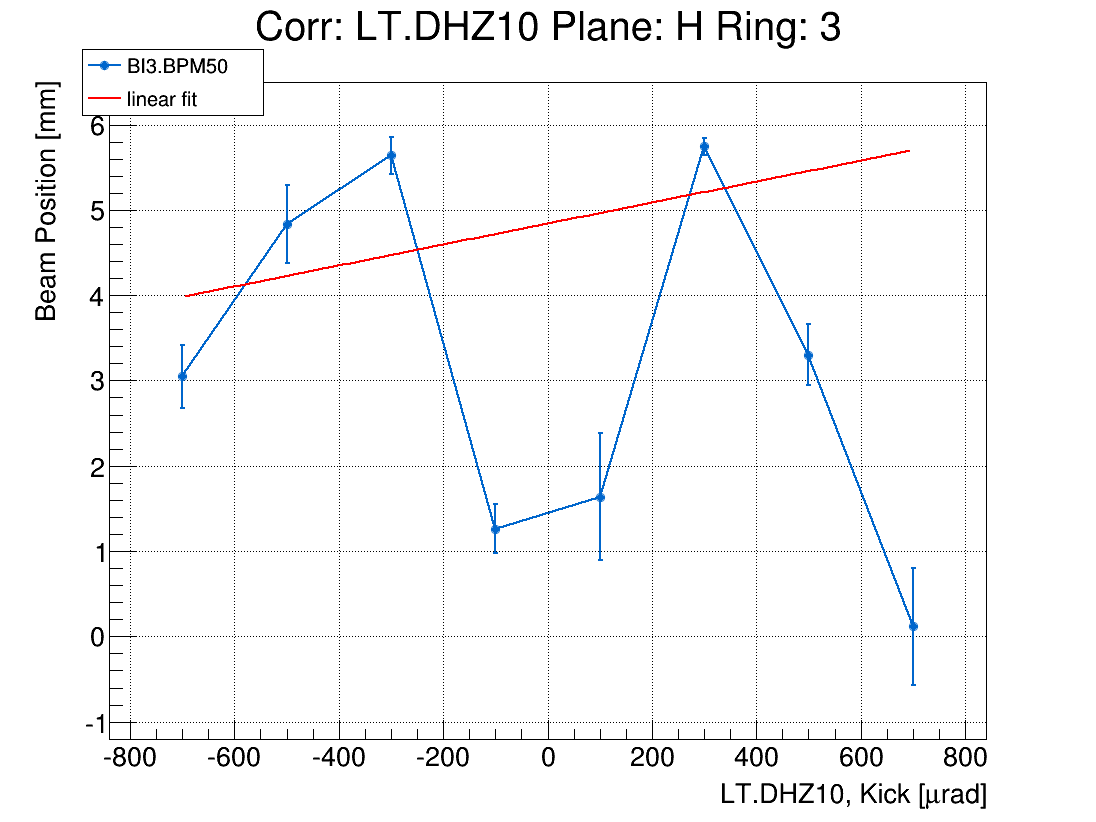 Corr: LT.DHZ10 Plane: H Ring: 3
BI3.BPM50
linear fit
Beam Position [mm]
6
5
4
3
2
1
0
-1
-800 -600 -400 -200 0 200 400 600 800
LT.DHZ10, Kick [μrad]